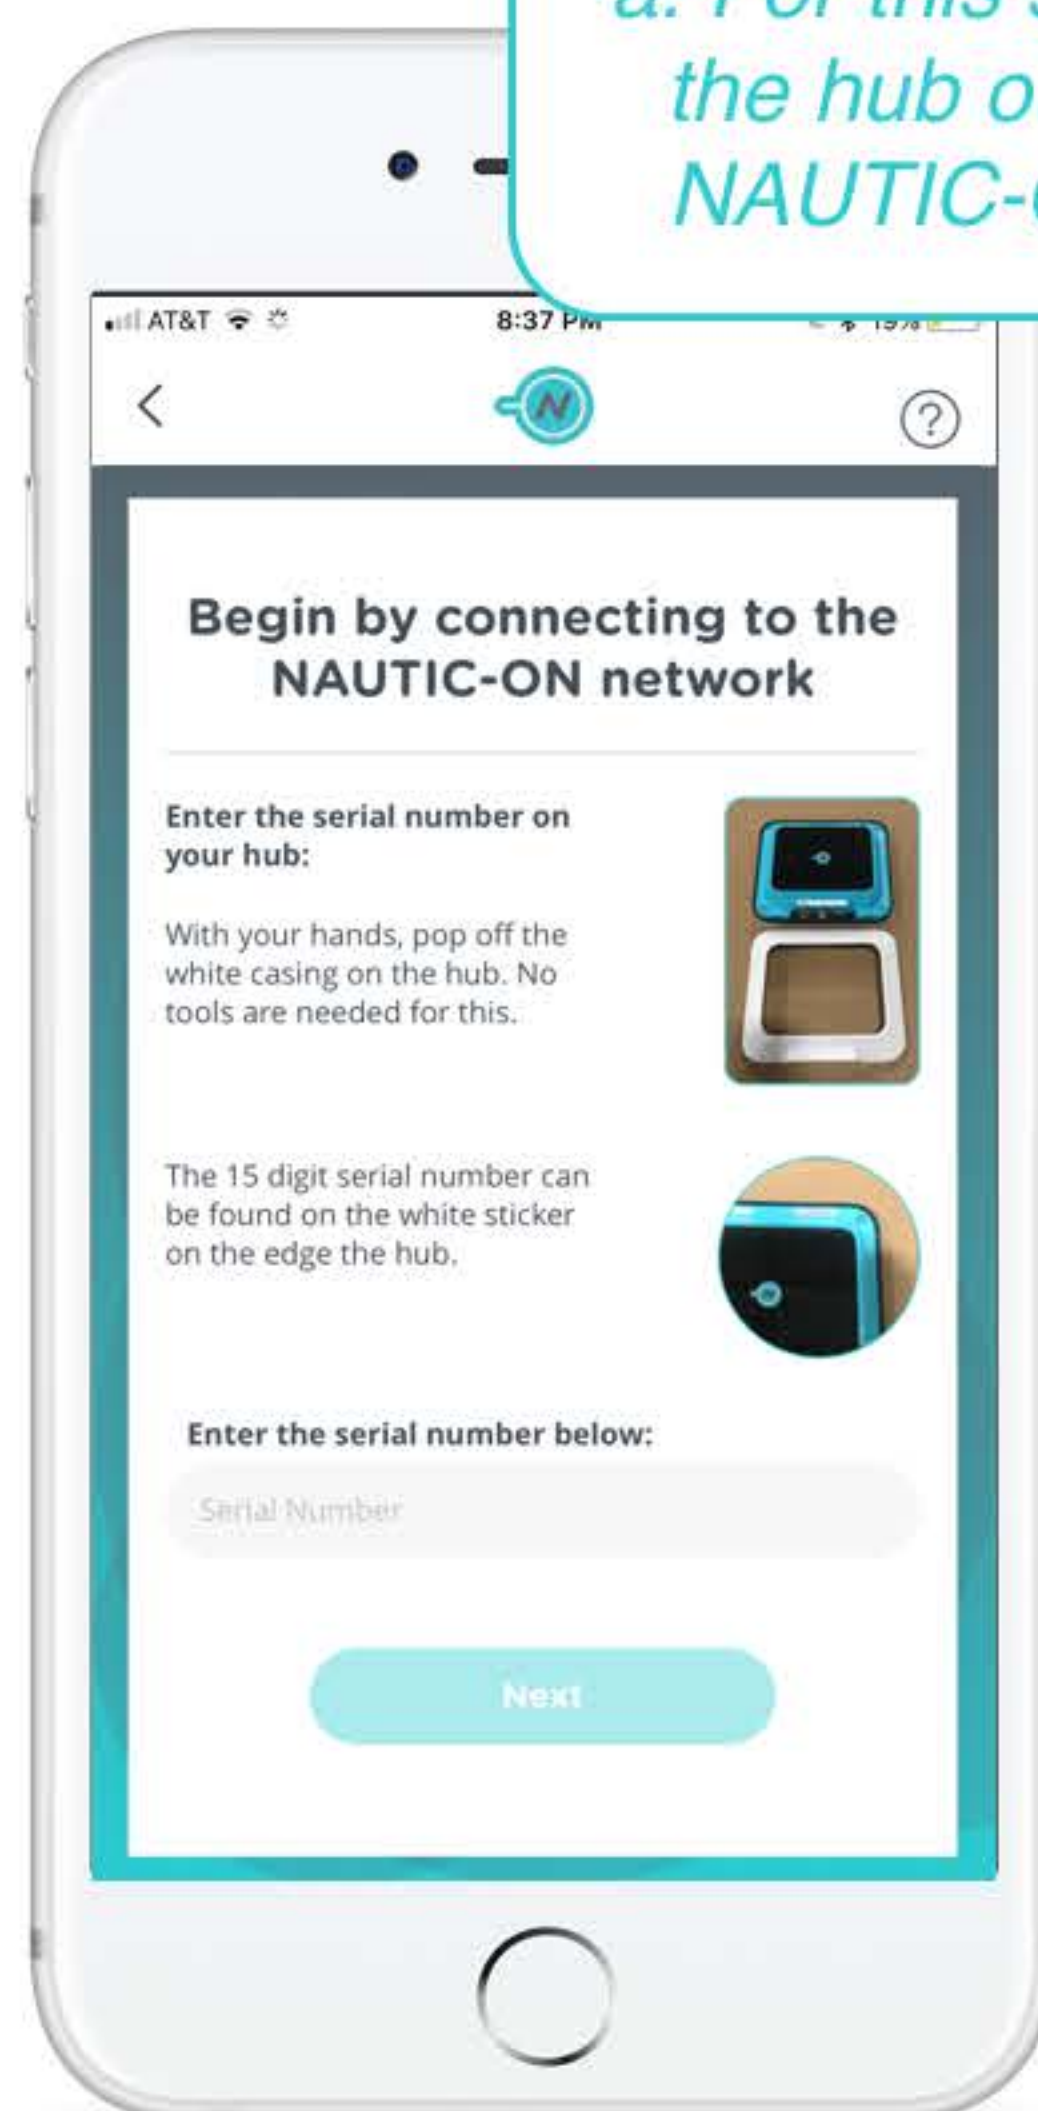 a. For this
the hub o
NAUTIC-
AT&T
8:37 PM
19%
N
?
Begin by connecting to the
NAUTIC-ON network
Enter the serial number on
your hub:
With your hands, pop off the
white casing on the hub. No
tools are needed for this.
The 15 digit serial number can
be found on the white sticker
on the edge the hub.
Enter the serial number below:
Serial Number
Next